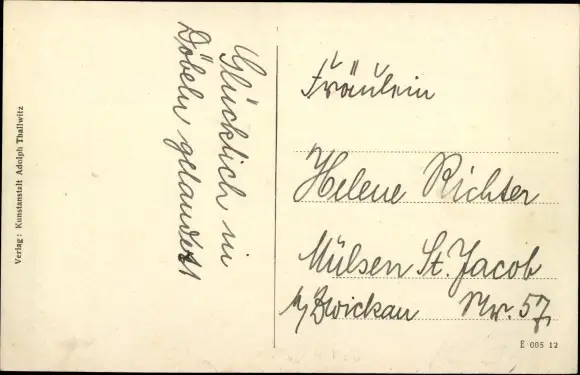 Verlag: Kunstanstalt Adolph Thallwitz
Glücklich in
Döbeln gelandet!
Fräulein
Helene Richter
Mülsen St. Jacob
b/Zwickau Nr. 57
E 005 12